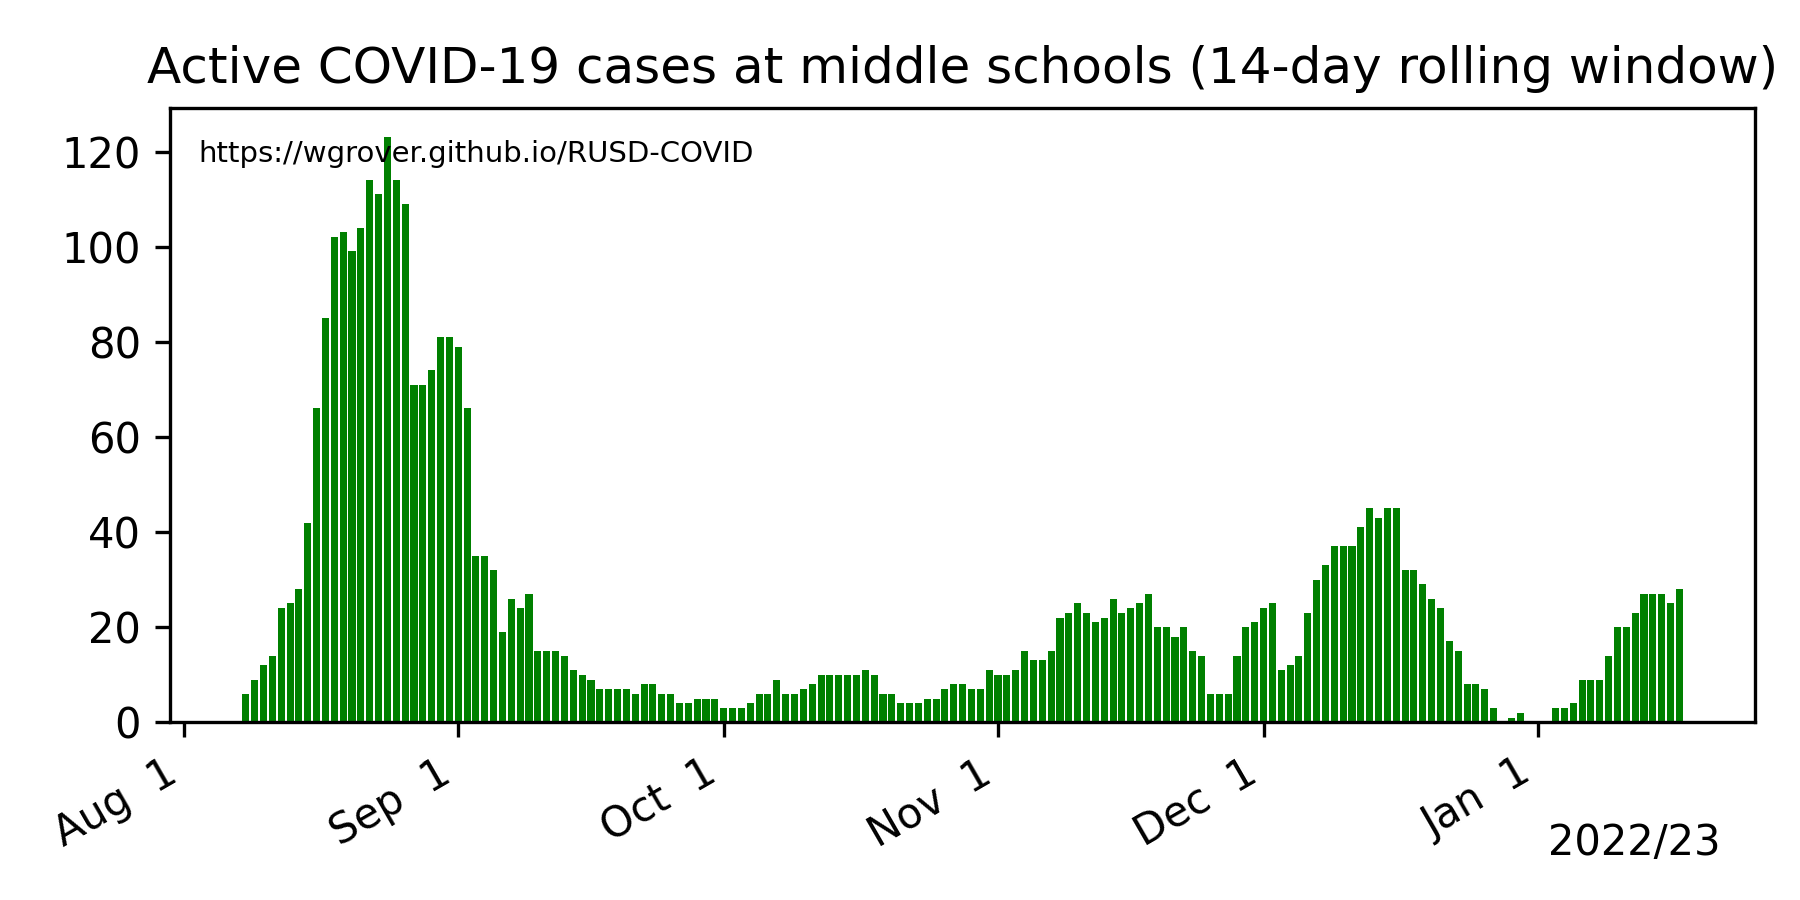 Active COVID-19 cases at middle schools (14-day rolling window)
https://wgrover.github.io/RUSD-COVID
120
100
80
60
40
20
0
Aug 1
Sep 1
Oct 1
Nov 1
Dec 1
Jan 1
2022/23